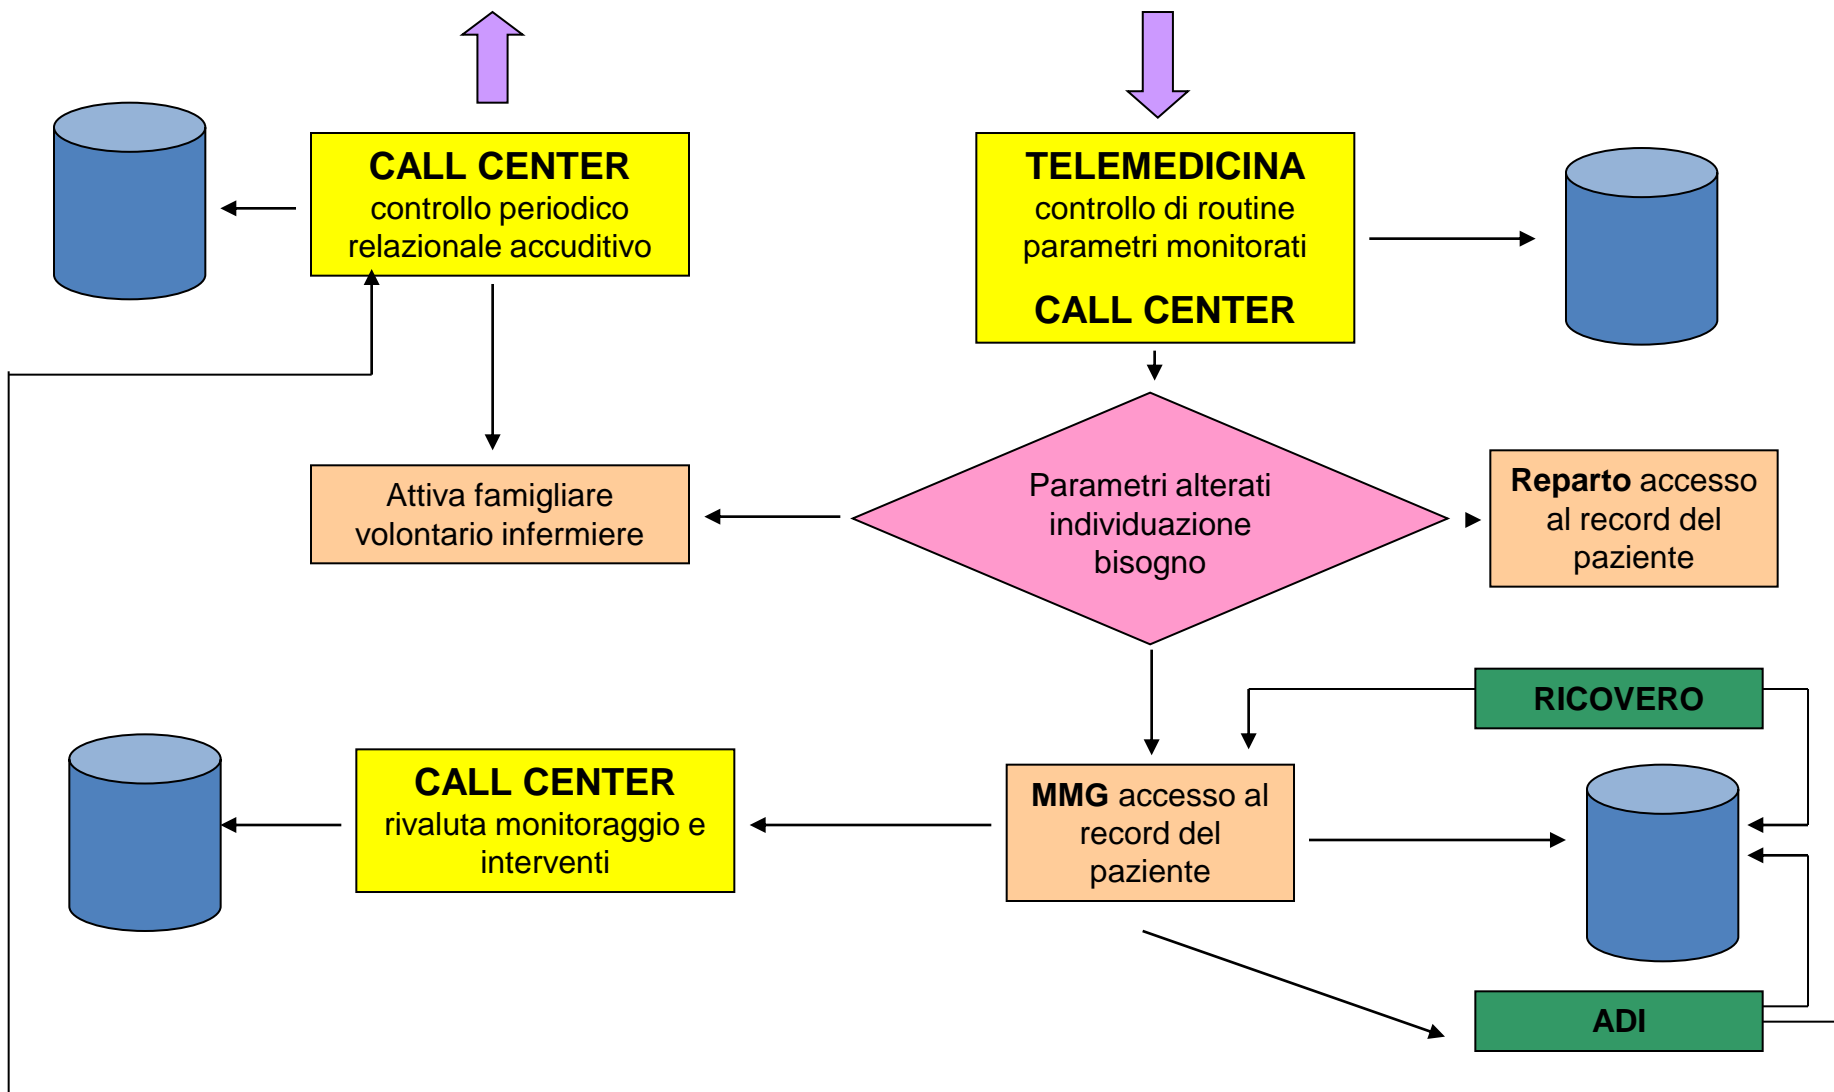 CALL CENTER
controllo periodico
relazionale accuditivo
TELEMEDICINA
controllo di routine
parametri monitorati
CALL CENTER
Attiva famigliare
volontario infermiere
Parametri alterati
individuazione
bisogno
Reparto accesso
al record del
paziente
RICOVERO
CALL CENTER
rivaluta monitoraggio e
interventi
MMG accesso al
record del
paziente
ADI